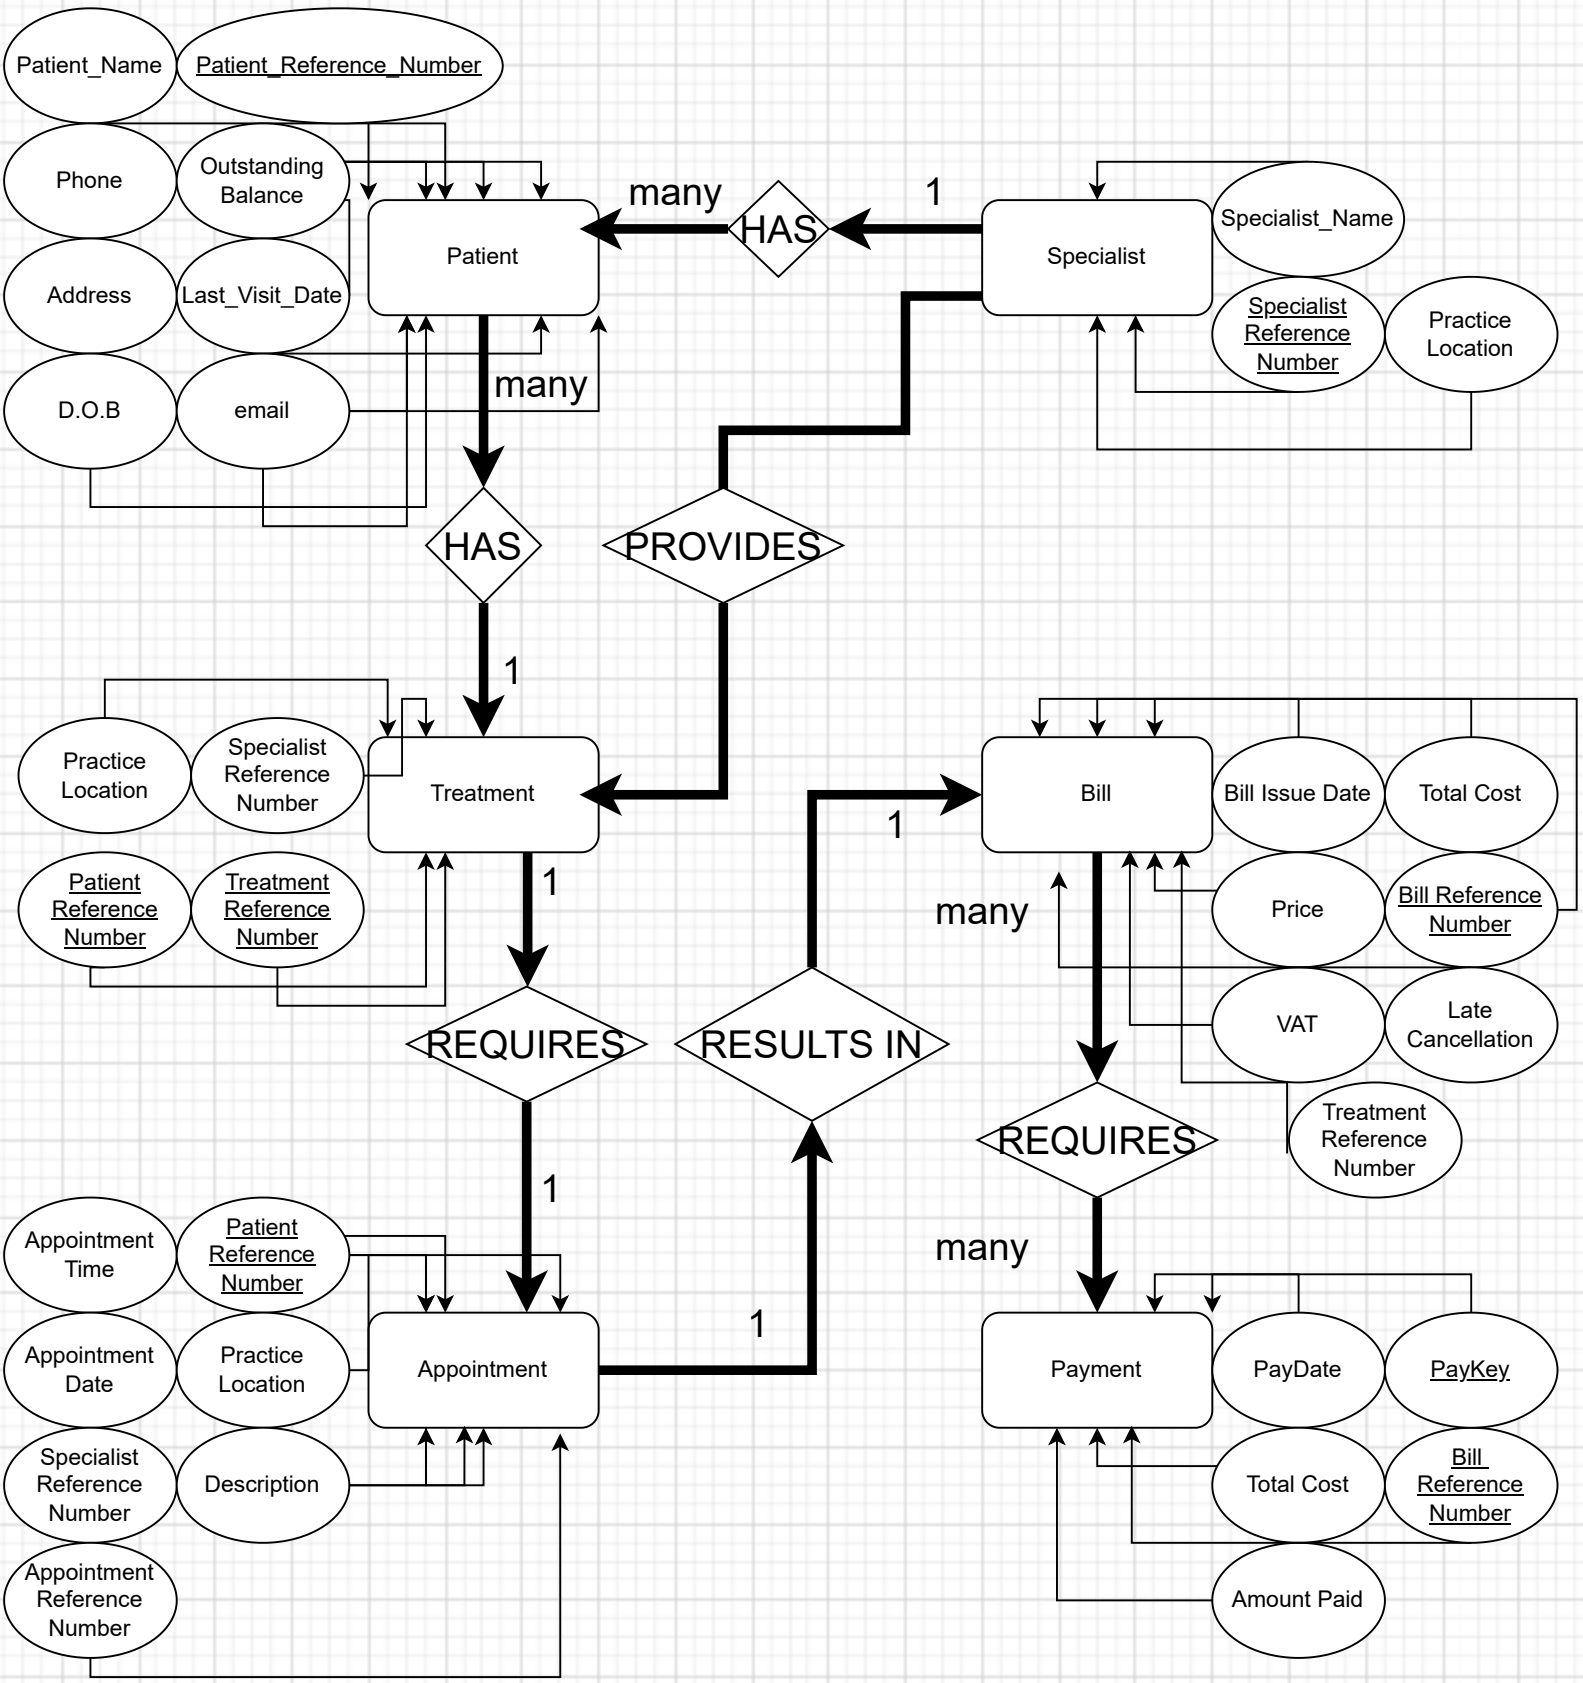 Patient_Name
Patient_Reference_Number
Phone
Outstanding
Balance
Address
Last_Visit_Date
D.O.B
email
Patient
many
HAS
1
Specialist
Specialist_Name
Specialist
Reference
Number
Practice
Location
many
HAS
PROVIDES
1
Practice
Location
Specialist
Reference
Number
Treatment
Patient
Reference
Number
Treatment
Reference
Number
1
REQUIRES
1
RESULTS IN
1
Bill
Bill Issue Date
Total Cost
many
Price
Bill Reference
Number
VAT
Late
Cancellation
Treatment
Reference
Number
REQUIRES
many
Appointment
Time
Patient
Reference
Number
Appointment
Date
Practice
Location
Appointment
1
Specialist
Reference
Number
Description
Appointment
Reference
Number
Payment
PayDate
PayKey
Total Cost
Bill
Reference
Number
Amount Paid